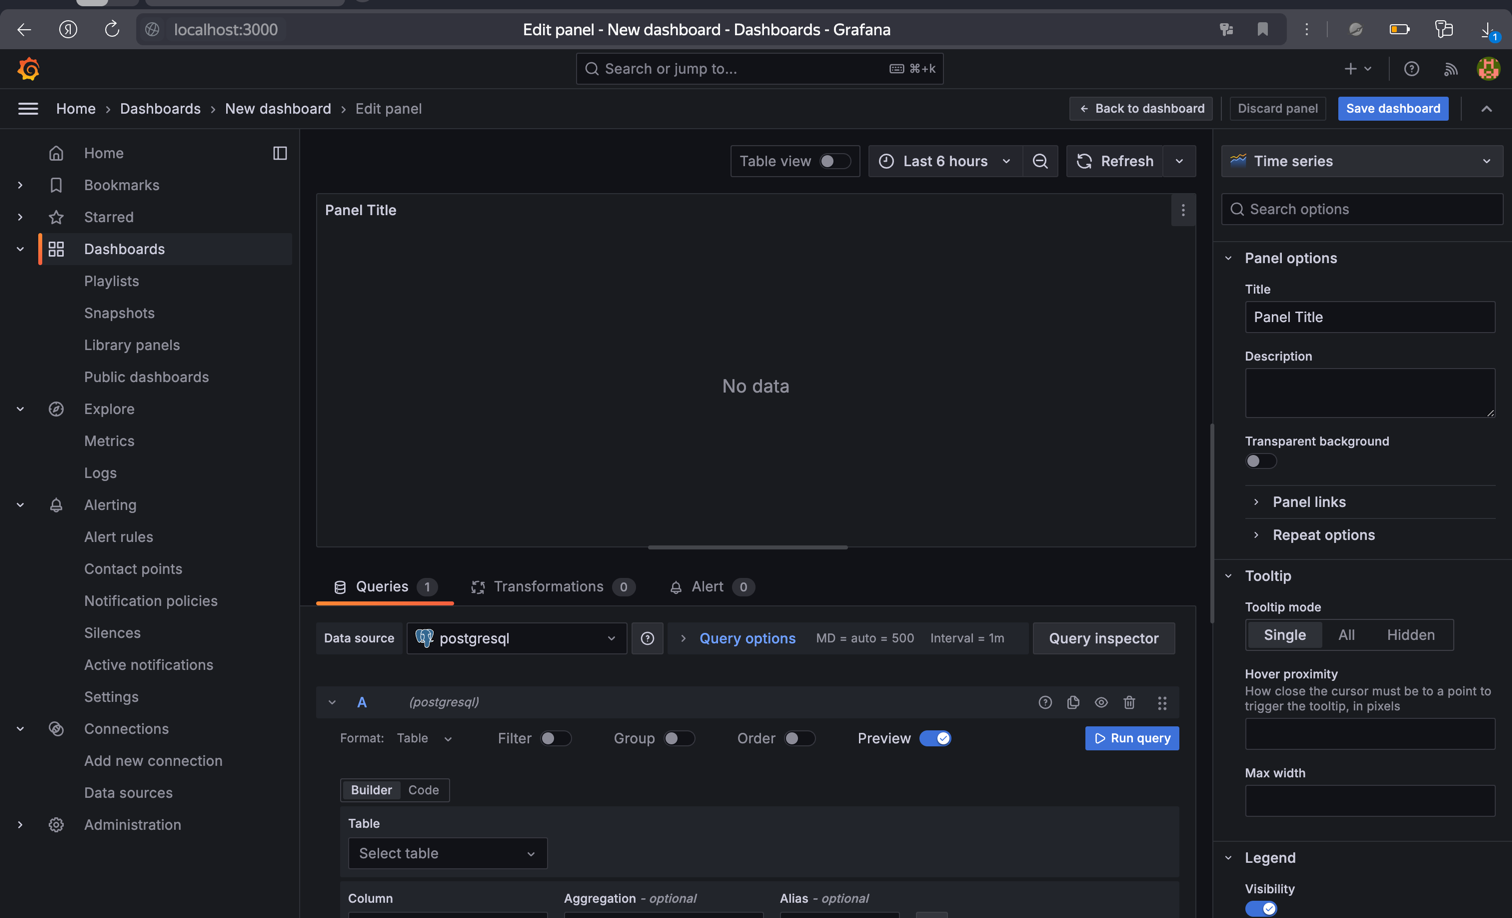 localhost:3000
Edit panel - New dashboard - Dashboards - Grafana
1
Search or jump to...
⌘+k
Home
Dashboards
New dashboard
Edit panel
Back to dashboard
Discard panel
Save dashboard
Home
Bookmarks
Starred
Dashboards
Playlists
Snapshots
Library panels
Public dashboards
Explore
Metrics
Logs
Alerting
Alert rules
Contact points
Notification policies
Silences
Active notifications
Settings
Connections
Add new connection
Data sources
Administration
Table view
Last 6 hours
Refresh
Panel Title
No data
Queries 1
Transformations 0
Alert 0
Data source
postgresql
Query options
MD = auto = 500
Interval = 1m
Query inspector
A
(postgresql)
Format: Table
Filter
Group
Order
Preview
Run query
Builder
Code
Table
Select table
Column
Aggregation - optional
Alias - optional
Time series
Search options
Panel options
Title
Panel Title
Description
Transparent background
Panel links
Repeat options
Tooltip
Tooltip mode
Single
All
Hidden
Hover proximity
How close the cursor must be to a point to
trigger the tooltip, in pixels
Max width
Legend
Visibility